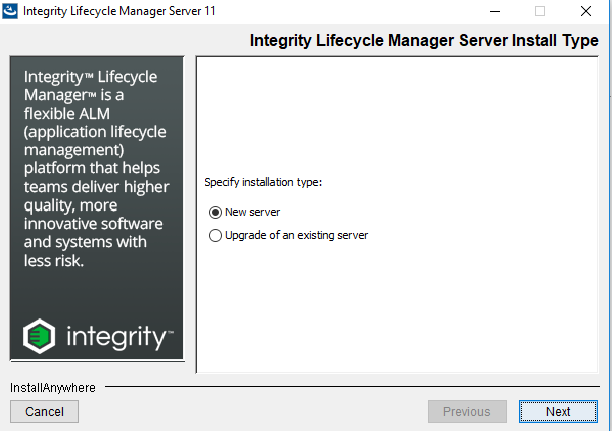 Integrity Lifecycle Manager Server 11
Integrity Lifecycle Manager Server Install Type
Integrity™ Lifecycle
Manager™ is a
flexible ALM
(application lifecycle
management)
platform that helps
teams deliver higher
quality, more
innovative software
and systems with
less risk.
integrity™
Specify installation type:
New server
Upgrade of an existing server
InstallAnywhere
Cancel
Previous
Next